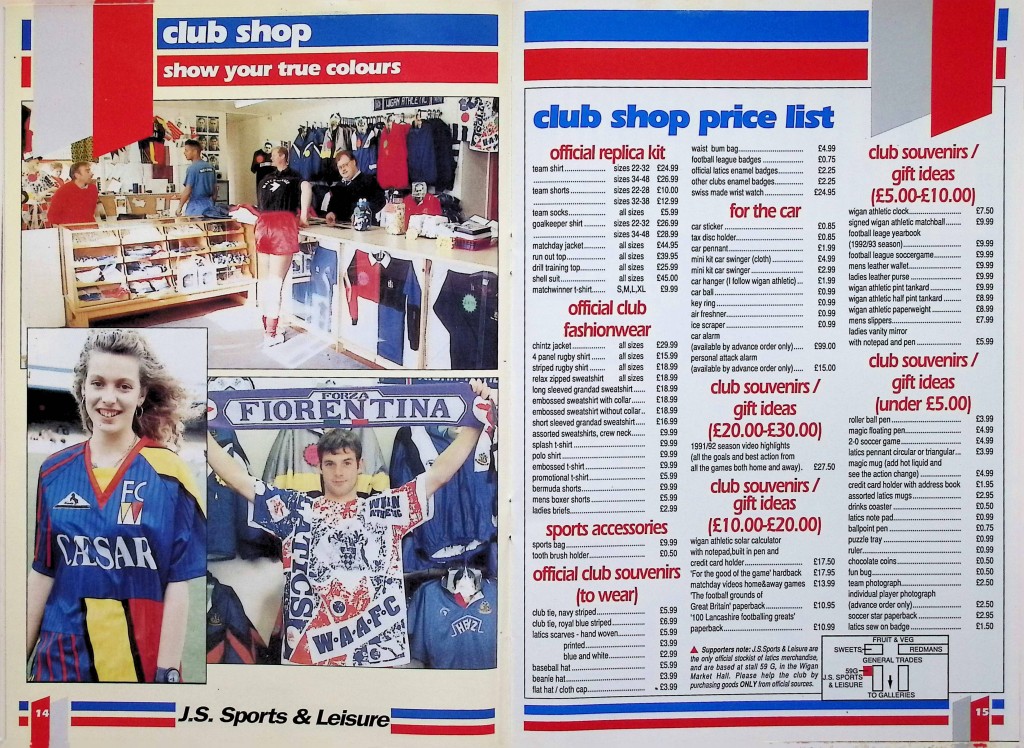 club shop
show your true colours
WIGAN ATHLETIC
FORZA
FIORENTINA
FC
CÆSAR
LATICS
WIGAN ATHLETIC
W·A·A·F·C
JHAZL
14
J.S. Sports & Leisure
club shop price list
official replica kit
team shirt sizes 22-32 £24.99
sizes 34-48 £26.99
team shorts sizes 22-28 £10.00
sizes 32-38 £12.99
team socks all sizes £5.99
goalkeeper shirt sizes 22-32 £26.99
sizes 34-48 £28.99
matchday jacket all sizes £44.95
run out top all sizes £39.95
drill training top all sizes £25.99
shell suit all sizes £45.00
matchwinner t-shirt S,M,L,XL £9.99
official club
fashionwear
chintz jacket all sizes £29.99
4 panel rugby shirt all sizes £15.99
striped rugby shirt all sizes £18.99
relax zipped sweatshirt all sizes £18.99
long sleeved grandad sweatshirt £18.99
embossed sweatshirt with collar £18.99
embossed sweatshirt without collar £18.99
short sleeved grandad sweatshirt £16.99
assorted sweatshirts, crew neck £9.99
splash t-shirt £9.99
polo shirt £9.99
embossed t-shirt £9.99
promotional t-shirt £5.99
bermuda shorts £9.99
mens boxer shorts £5.99
ladies briefs £2.99
sports accessories
sports bag £9.99
tooth brush holder £0.50
official club souvenirs
(to wear)
club tie, navy striped £5.99
club tie, royal blue striped £6.99
latics scarves - hand woven £5.99
printed £3.99
blue and white £2.99
baseball hat £5.99
beanie hat £3.99
flat hat / cloth cap £3.99
waist bum bag £4.99
football league badges £0.75
official latics enamel badges £2.25
other clubs enamel badges £2.25
swiss made wrist watch £24.95
for the car
car sticker £0.85
tax disc holder £0.85
car pennant £1.99
mini kit car swinger (cloth) £4.99
mini kit car swinger £2.99
car hanger (I follow wigan athletic) £1.99
car ball £0.99
key ring £0.99
air freshner £0.99
ice scraper £0.99
car alarm
(available by advance order only) £99.00
personal attack alarm
(available by advance order only) £15.00
club souvenirs /
gift ideas
(£20.00-£30.00)
1991/92 season video highlights
(all the goals and best action from
all the games both home and away). £27.50
club souvenirs /
gift ideas
(£10.00-£20.00)
wigan athletic solar calculator
with notepad,built in pen and
credit card holder £17.50
'For the good of the game' hardback £17.95
matchday videos home&away games £13.99
'The football grounds of
Great Britain' paperback £10.95
'100 Lancashire footballing greats'
paperback £10.99
▲ Supporters note: J.S.Sports & Leisure are
the only official stockist of latics merchandise,
and are based at stall 59 G, in the Wigan
Market Hall. Please help the club by
purchasing goods ONLY from official sources.
club souvenirs /
gift ideas
(£5.00-£10.00)
wigan athletic clock £7.50
signed wigan athletic matchball £9.99
football leage yearbook
(1992/93 season) £9.99
football league soccergame £9.99
mens leather wallet £9.99
ladies leather purse £9.99
wigan athletic pint tankard £9.99
wigan athletic half pint tankard £8.99
wigan athletic paperweight £8.99
mens slippers £7.99
ladies vanity mirror
with notepad and pen £5.99
club souvenirs /
gift ideas
(under £5.00)
roller ball pen £3.99
magic floating pen £4.99
2-0 soccer game £4.99
latics pennant circular or triangular £3.99
magic mug (add hot liquid and
see the action change) £4.99
credit card holder with address book £1.95
assorted latics mugs £2.95
drinks coaster £0.50
latics note pad £0.99
ballpoint pen £0.75
puzzle tray £0.99
ruler £0.99
chocolate coins £0.50
fun bug £0.50
team photograph £2.50
individual player photograph
(advance order only) £2.50
soccer star paperback £2.95
latics sew on badge £1.50
FRUIT & VEG
SWEETS
REDMANS
GENERAL TRADES
59G
J.S. SPORTS
& LEISURE
TO GALLERIES
15